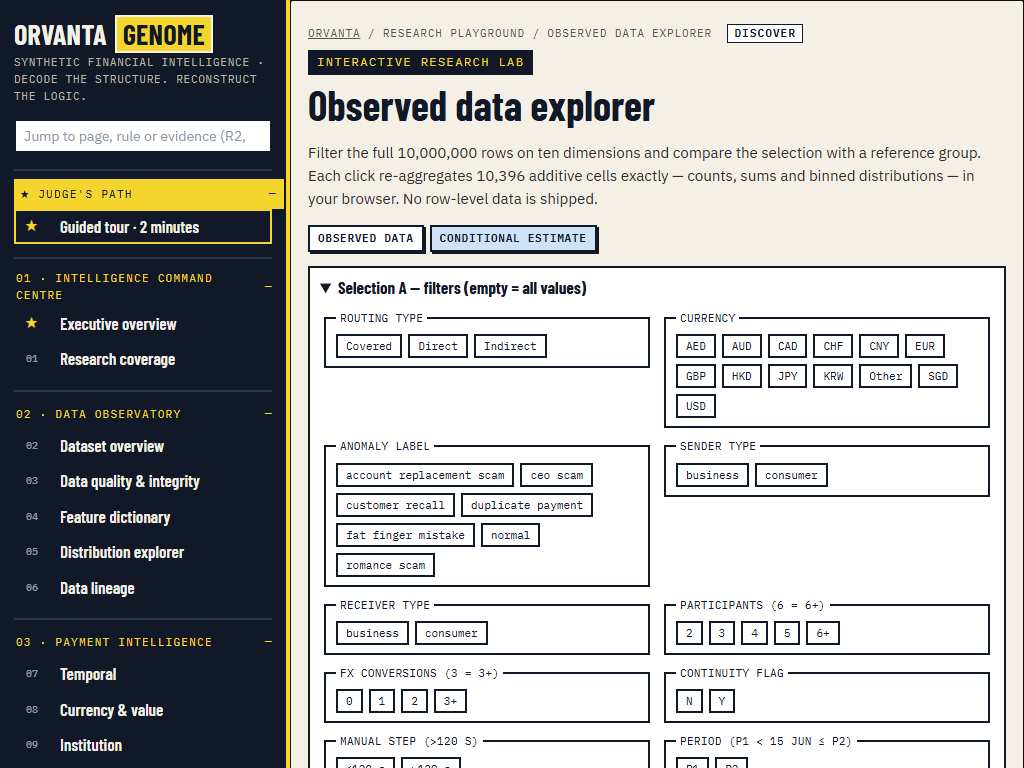 ORVANTA GENOME
SYNTHETIC FINANCIAL INTELLIGENCE ·
DECODE THE STRUCTURE. RECONSTRUCT
THE LOGIC.
Jump to page, rule or evidence (R2,
★ JUDGE'S PATH –
★ Guided tour · 2 minutes
01 · INTELLIGENCE COMMAND
CENTRE –
★ Executive overview
01 Research coverage
02 · DATA OBSERVATORY –
02 Dataset overview
03 Data quality & integrity
04 Feature dictionary
05 Distribution explorer
06 Data lineage
03 · PAYMENT INTELLIGENCE –
07 Temporal
08 Currency & value
09 Institution
ORVANTA / RESEARCH PLAYGROUND / OBSERVED DATA EXPLORER DISCOVER
INTERACTIVE RESEARCH LAB
Observed data explorer
Filter the full 10,000,000 rows on ten dimensions and compare the selection with a reference group.
Each click re-aggregates 10,396 additive cells exactly — counts, sums and binned distributions — in
your browser. No row-level data is shipped.
OBSERVED DATA CONDITIONAL ESTIMATE
▼ Selection A — filters (empty = all values)
ROUTING TYPE
Covered Direct Indirect
CURRENCY
AED AUD CAD CHF CNY EUR
GBP HKD JPY KRW Other SGD
USD
ANOMALY LABEL
account replacement scam ceo scam
customer recall duplicate payment
fat finger mistake normal
romance scam
SENDER TYPE
business consumer
RECEIVER TYPE
business consumer
PARTICIPANTS (6 = 6+)
2 3 4 5 6+
FX CONVERSIONS (3 = 3+)
0 1 2 3+
CONTINUITY FLAG
N Y
MANUAL STEP (>120 S)
PERIOD (P1 < 15 JUN ≤ P2)
P1 P2